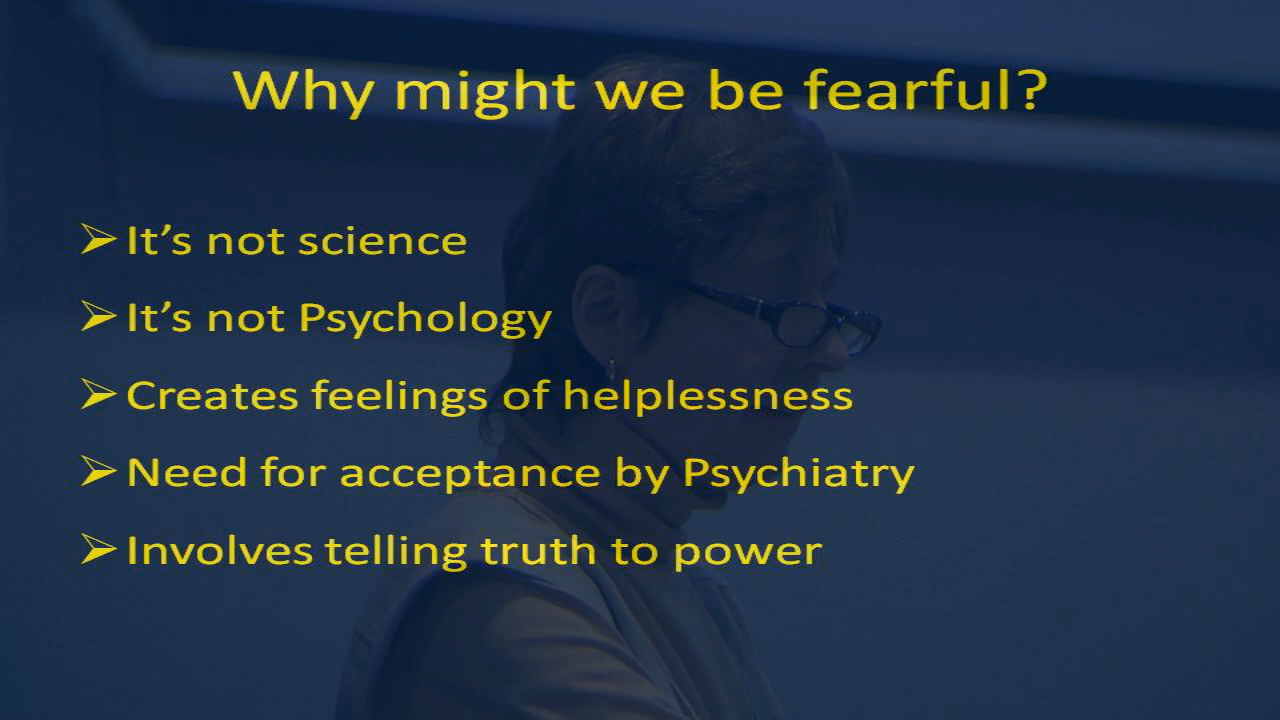 Why might we be fearful?
➢It’s not science
➢It’s not Psychology
➢Creates feelings of helplessness
➢Need for acceptance by Psychiatry
➢Involves telling truth to power